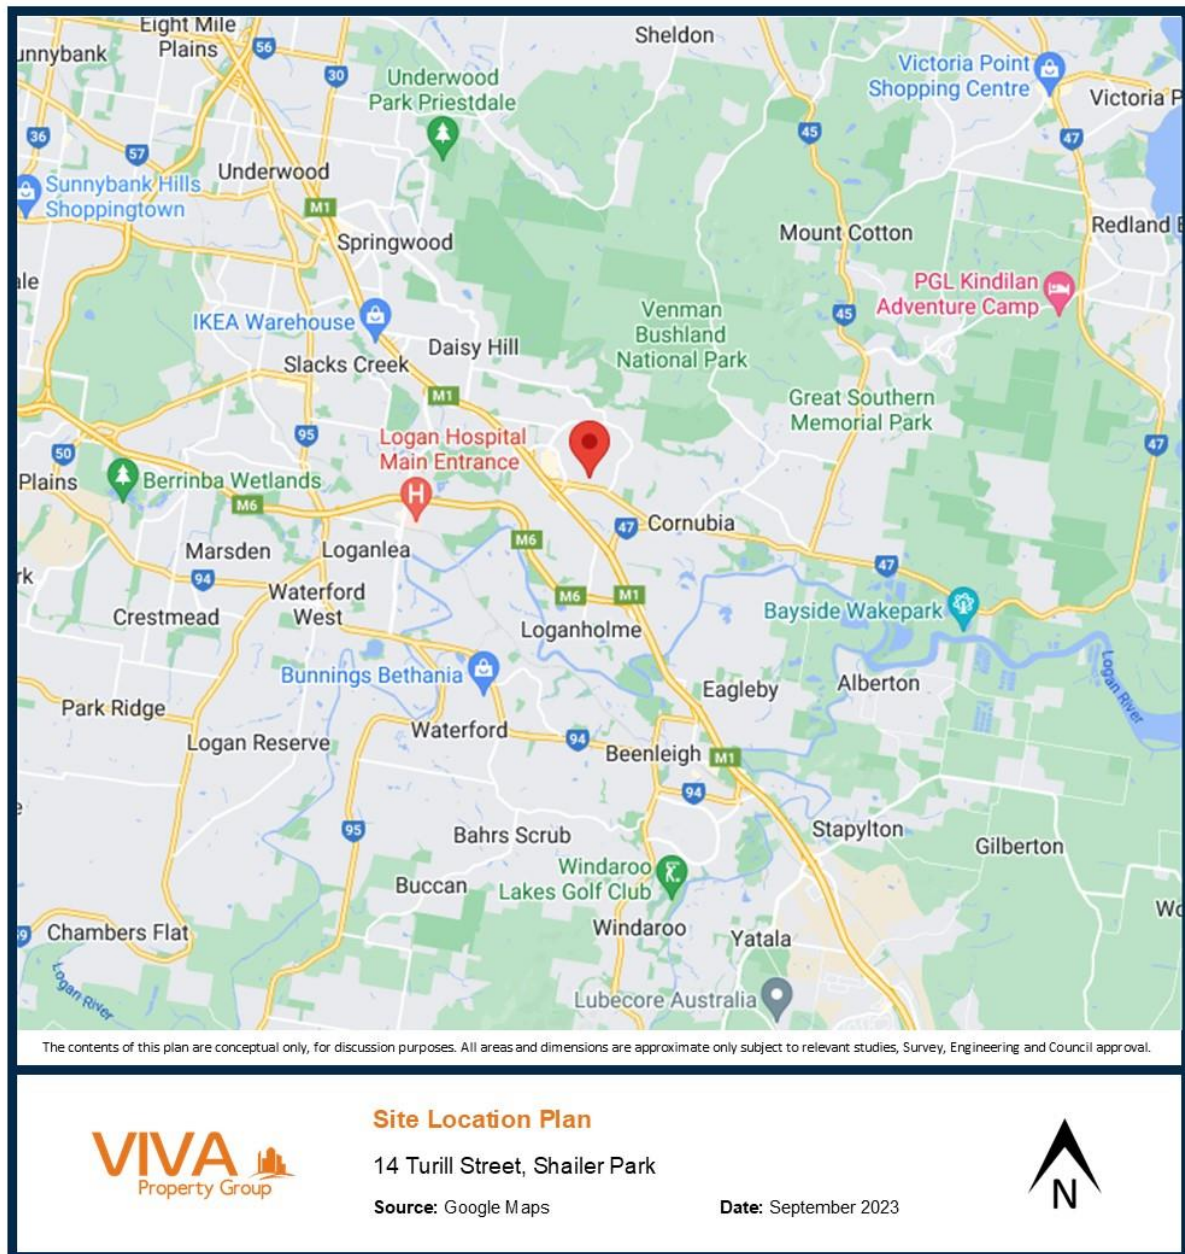 Eight Mile
Plains
Sheldon
unnybank
56
30
Underwood
Park Priestdale
Victoria Point
Shopping Centre
Victoria P
36
57
45
47
Underwood
Sunnybank Hills
Shoppingtown
M1
Springwood
Mount Cotton
Redland
ale
PGL Kindilan
Adventure Camp
Venman
Bushland
National Park
45
IKEA Warehouse
Daisy Hill
Slacks Creek
M1
Great Southern
Memorial Park
95
Logan Hospital
Main Entrance
47
50
Plains
Berrinba Wetlands
M6
H
47
Cornubia
M6
Marsden
Loganlea
rk
94
Waterford
West
47
M6
M1
Bayside Wakepark
Crestmead
Loganholme
Bunnings Bethania
Eagleby
Alberton
Logan River
Park Ridge
Logan Reserve
Waterford
94
Beenleigh
M1
94
95
Bahrs Scrub
Stapylton
Gilberton
Windaroo
Lakes Golf Club
Buccan
Wo
Chambers Flat
Windaroo
Yatala
Logan River
Lubecore Australia
The contents of this plan are conceptual only, for discussion purposes. All areas and dimensions are approximate only subject to relevant studies, Survey, Engineering and Council approval.
VIVA
Property Group
Site Location Plan
14 Turill Street, Shailer Park
Source: Google Maps
Date: September 2023
N